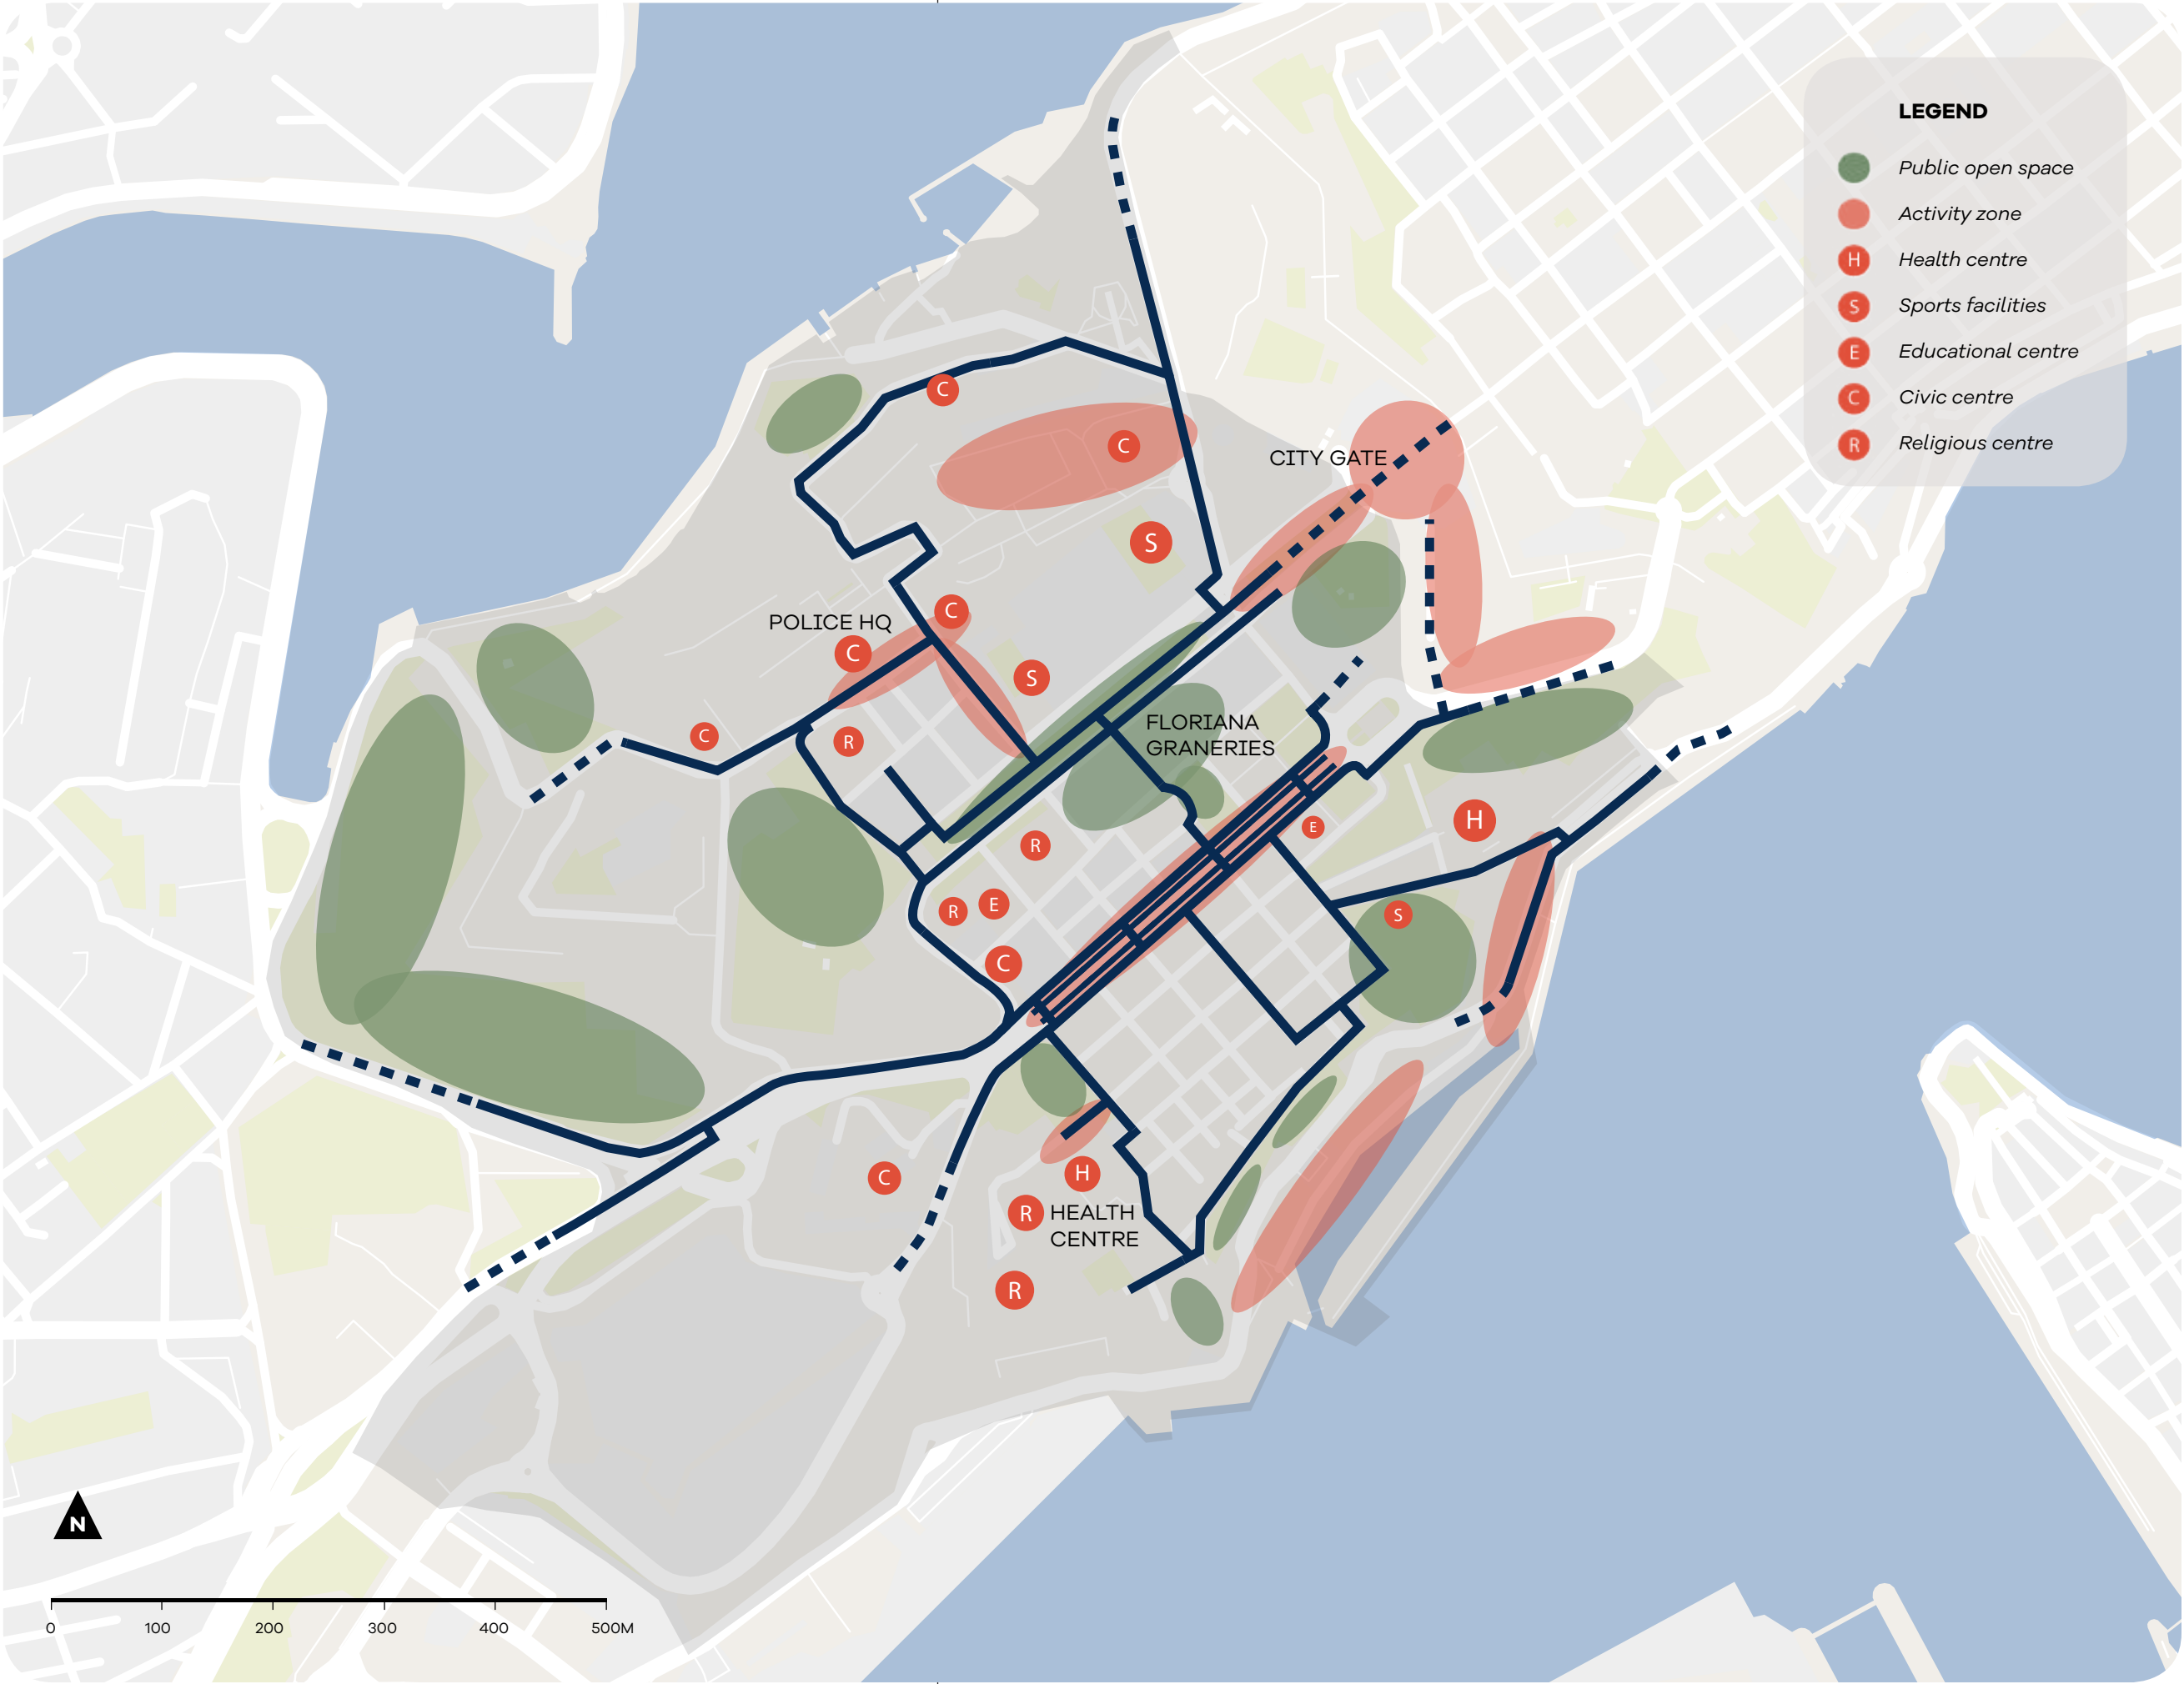 LEGEND
Public open space
Activity zone
H Health centre
S Sports facilities
E Educational centre
C Civic centre
R Religious centre
C
C
CITY GATE
S
C
POLICE HQ
C
S
C
R
FLORIANA
GRANERIES
H
E
R
R
E
S
C
H
C
R
HEALTH
CENTRE
R
N
0 100 200 300 400 500M